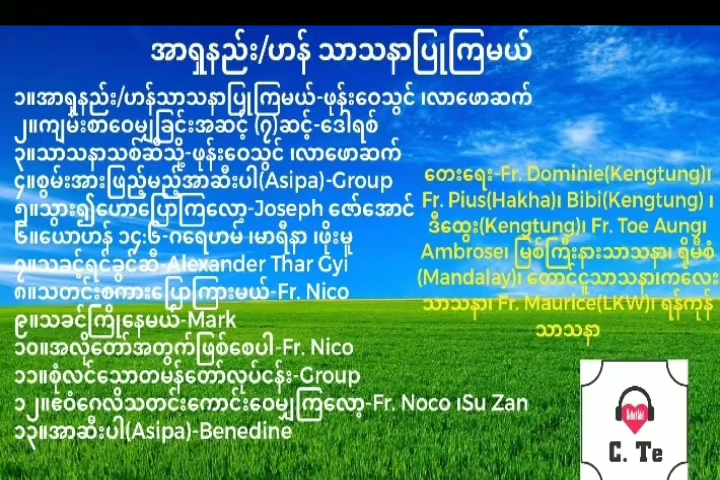 အာရှနည်း/ဟန် သာသနာပြုကြမယ်
၁။အာရှနည်း/ဟန်သာသနာပြုကြမယ်-ဖုန်းဝေသွင် ၊လာဖောဆက်
၂။ကျမ်းစာဝေမျှခြင်းအဆင့် (၇)ဆင့်-ဒေါ်ရစ်
၃။သာသနာသစ်ဆီသို့-ဖုန်းဝေသွင် ၊လာဖောဆက်
၄။စွမ်းအားဖြည့်မည့်အာဆီးပါ(Asipa)-Group
၅။သွား၍ဟောပြောကြလော့-Joseph ဇော်အောင်
၆။ယောဟန် ၁၄:၆-ဂရေဟမ် ၊မာရီနာ ၊ဖိုးမူ
၇။သခင့်ရင်ခွင်ဆီ-Alexander Thar Gyi
၈။သတင်းစကားပြောကြားမယ်-Fr. Nico
၉။သခင်ကြိုနေမယ်-Mark
၁၀။အလိုတော်အတွက်ဖြစ်စေပါ-Fr. Nico
၁၁။စုံလင်သောတမန်တော်လုပ်ငန်း-Group
၁၂။ဧဝံဂေလိသတင်းကောင်းဝေမျှကြလော့-Fr. Noco ၊Su Zan
၁၃။အာဆီးပါ(Asipa)-Benedine
တေးရေး-Fr. Dominie(Kengtung)၊
Fr. Pius(Hakha)၊ Bibi(Kengtung) ၊
ဒီထွေး(Kengtung)၊ Fr. Toe Aung၊
Ambrose၊ မြစ်ကြီးနားသာသနာ၊ ရိုမီစံ
(Mandalay)၊ တောင်ငူသာသနာ၊ကလေး
သာသနာ၊ Fr. Maurice(LKW)၊ ရန်ကုန်
သာသနာ
C. Te